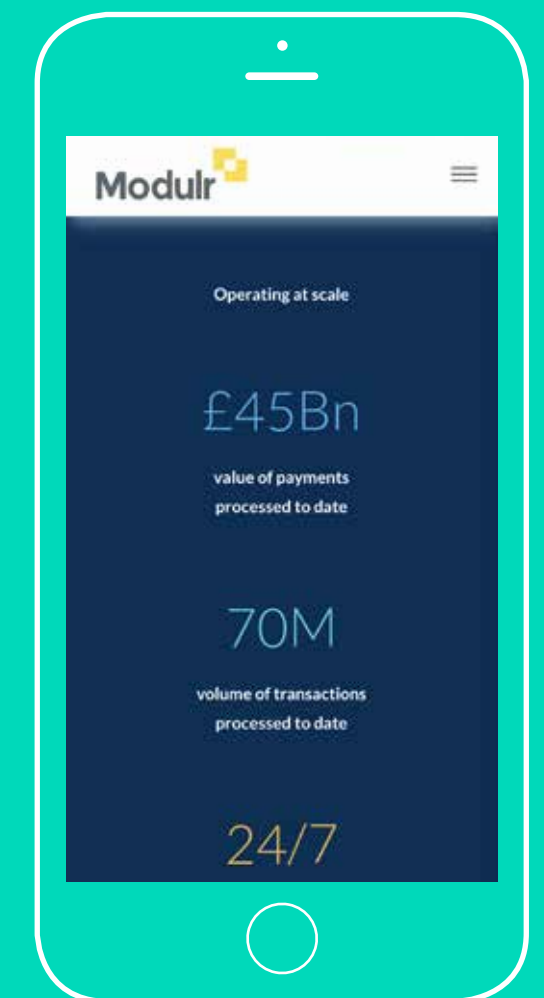 Modulr
Operating at scale
£45Bn
value of payments
processed to date
70M
volume of transactions
processed to date
24/7